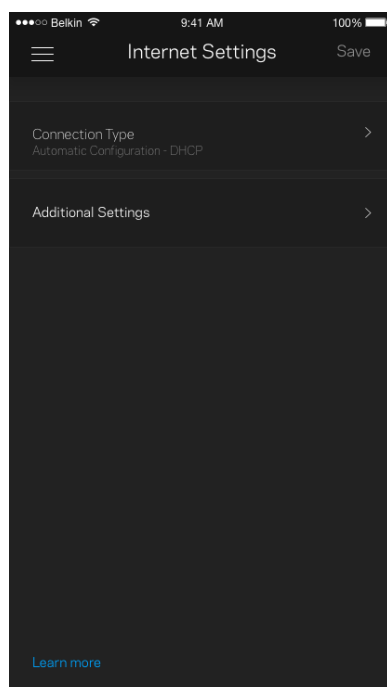 Belkin 9:41 AM 100%
Internet Settings Save
Connection Type
Automatic Configuration - DHCP
Additional Settings
Learn more